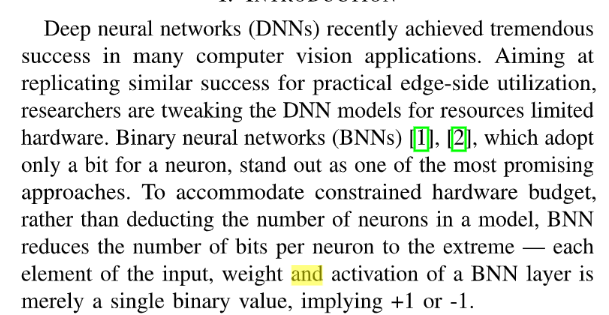 Deep neural networks (DNNs) recently achieved tremendous
success in many computer vision applications. Aiming at
replicating similar success for practical edge-side utilization,
researchers are tweaking the DNN models for resources limited
hardware. Binary neural networks (BNNs) [1], [2], which adopt
only a bit for a neuron, stand out as one of the most promising
approaches. To accommodate constrained hardware budget,
rather than deducting the number of neurons in a model, BNN
reduces the number of bits per neuron to the extreme — each
element of the input, weight and activation of a BNN layer is
merely a single binary value, implying +1 or -1.